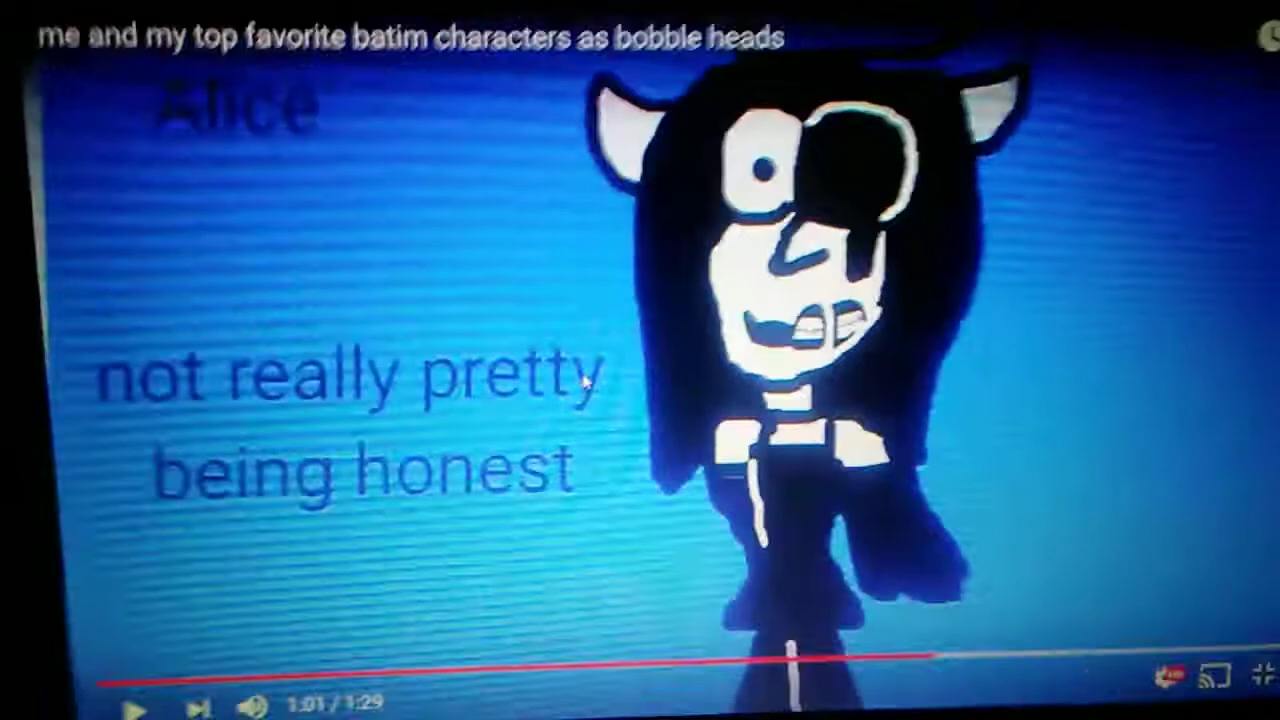 me and my top favorite batim characters as bobble heads
Alice
not really pretty
being honest
1:01 / 1:29